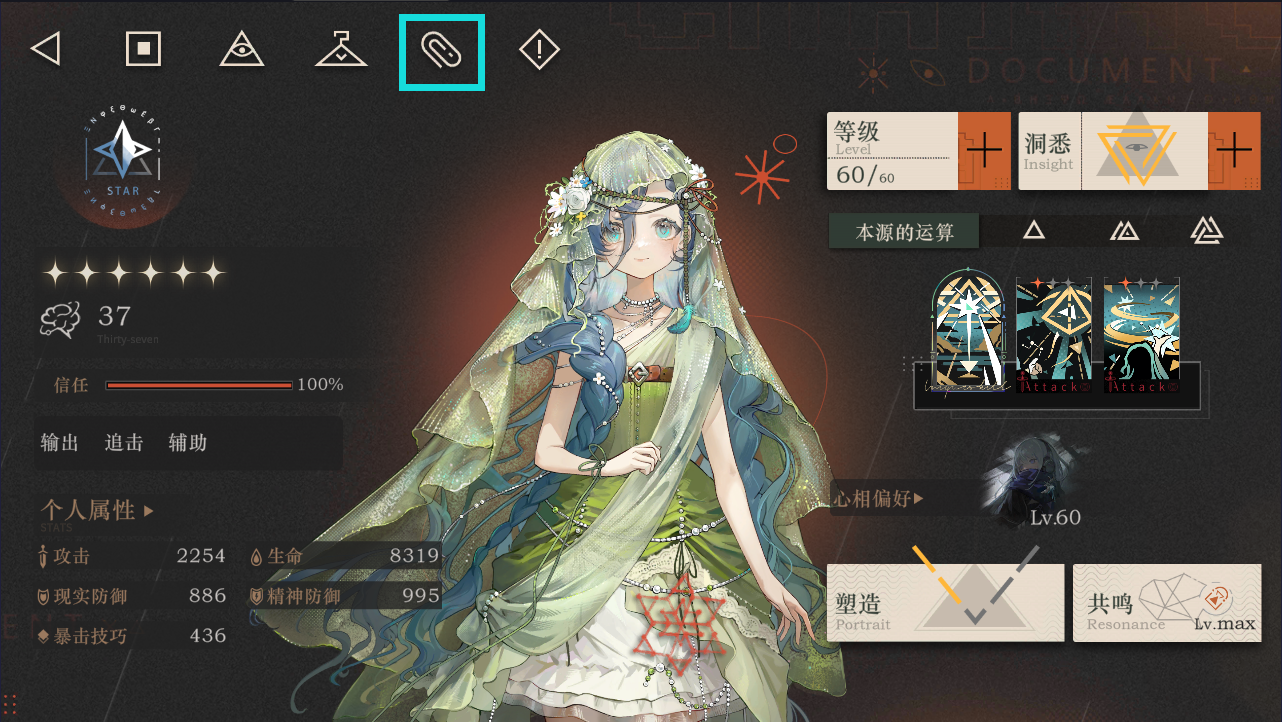 DOCUMENT
STAR
等级
Level
60/60
洞悉
Insight
本源的运算
37
Thirty-seven
信任
100%
输出 追击 辅助
Attack
Attack
心相偏好
Lv.60
个人属性
STATS
攻击 2254
生命 8319
现实防御 886
精神防御 995
暴击技巧 436
塑造
Portrait
共鸣
Resonance
Lv.max